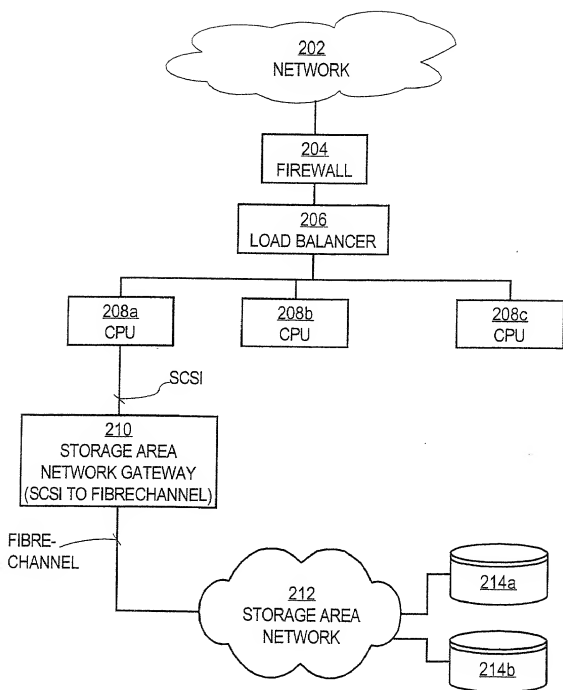 202
NETWORK
204
FIREWALL
206
LOAD BALANCER
208a
CPU
208b
CPU
208c
CPU
SCSI
210
STORAGE AREA
NETWORK GATEWAY
(SCSI TO FIBRECHANNEL)
FIBRE-
CHANNEL
212
STORAGE AREA
NETWORK
214a
214b